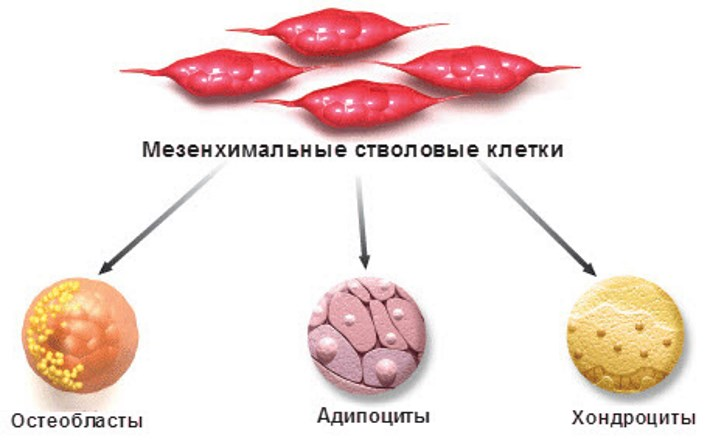 Мезенхимальные стволовые клетки
Остеобласты
Адипоциты
Хондроциты